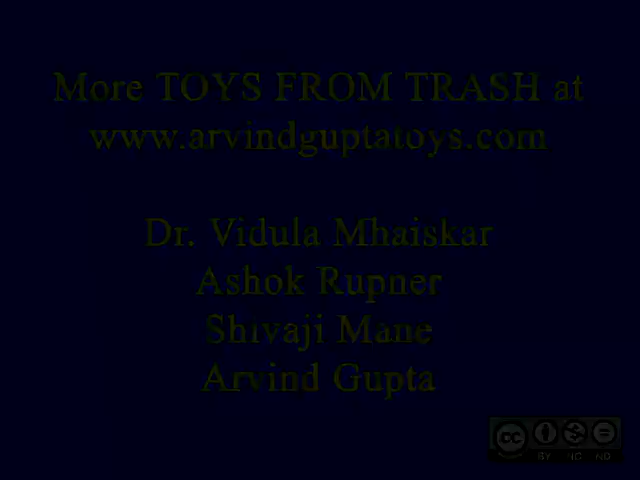 More TOYS FROM TRASH at
www.arvindguptatoys.com
Dr. Vidula Mhaiskar
Ashok Rupner
Shivaji Mane
Arvind Gupta
cc
BY NC ND